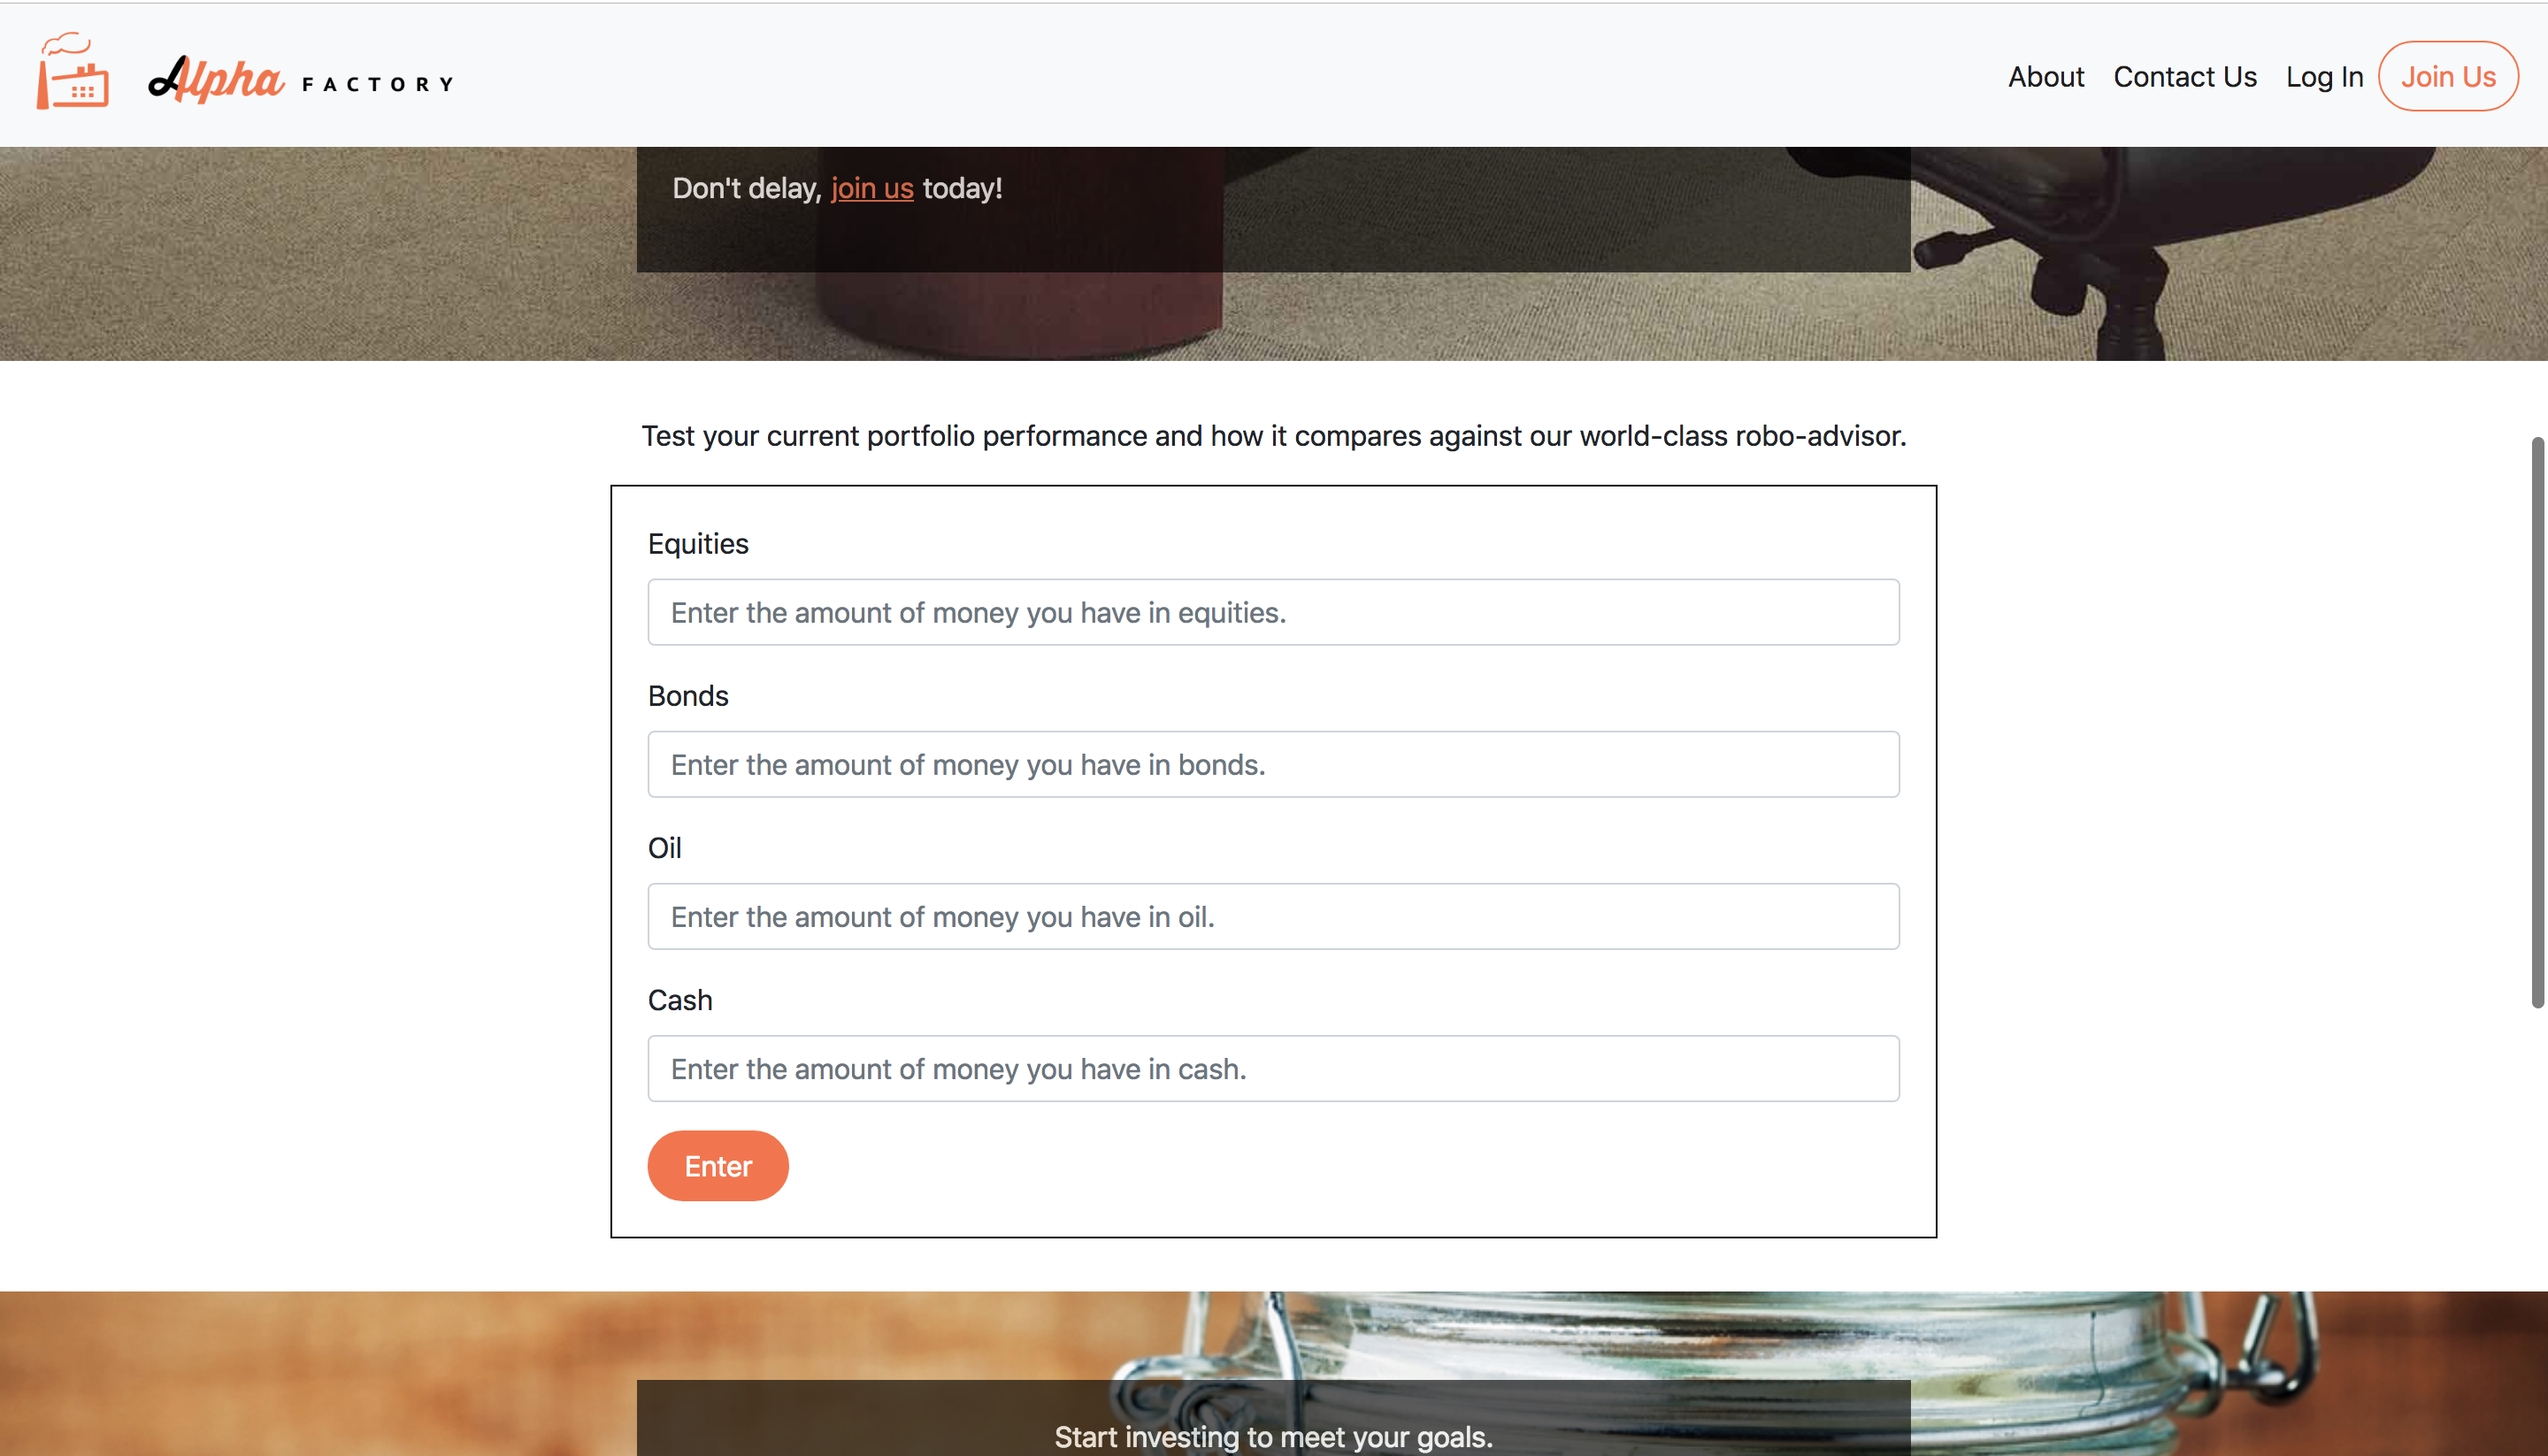 Alpha FACTORY
About Contact Us Log In Join Us
Don't delay, join us today!
Test your current portfolio performance and how it compares against our world-class robo-advisor.
Equities
Enter the amount of money you have in equities.
Bonds
Enter the amount of money you have in bonds.
Oil
Enter the amount of money you have in oil.
Cash
Enter the amount of money you have in cash.
Enter
Start investing to meet your goals.